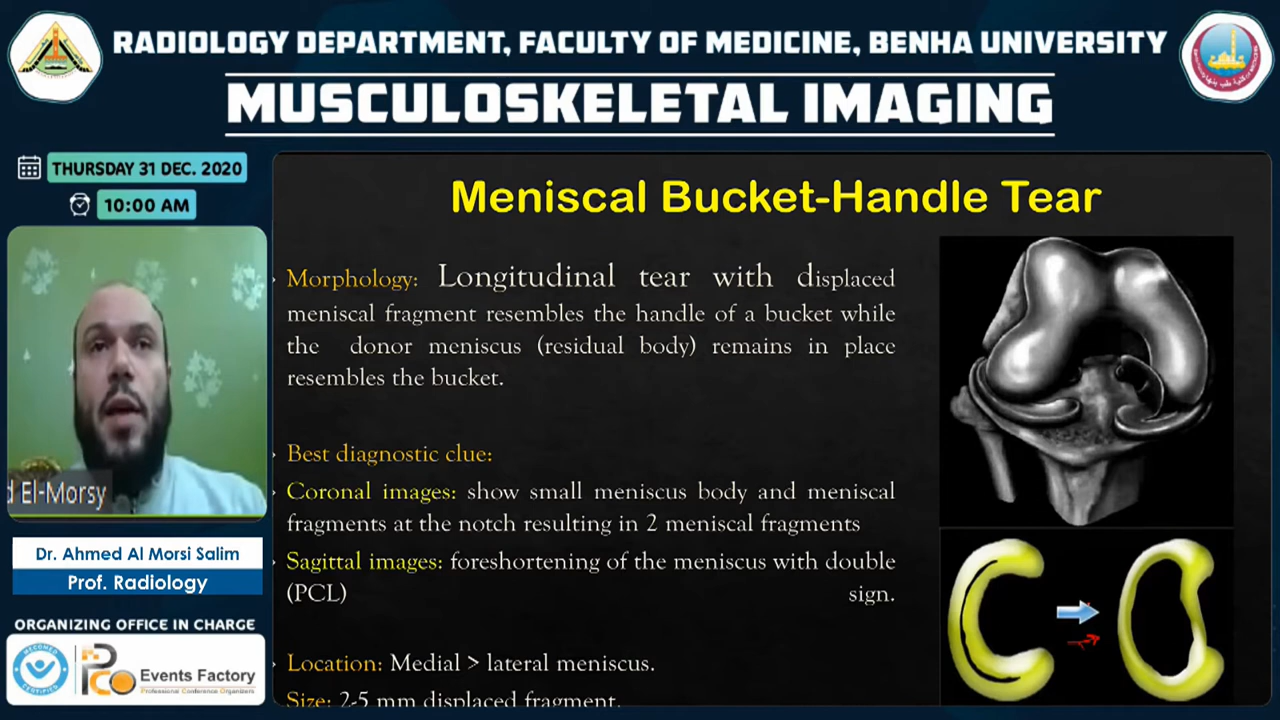 RADIOLOGY DEPARTMENT, FACULTY OF MEDICINE, BENHA UNIVERSITY
MUSCULOSKELETAL IMAGING
THURSDAY 31 DEC. 2020
10:00 AM
d El-Morsy
Dr. Ahmed Al Morsi Salim
Prof. Radiology
ORGANIZING OFFICE IN CHARGE
MECOMED
CERTIFIED
PCO
Events Factory
Professional Conference Organizers
Meniscal Bucket-Handle Tear
Morphology: Longitudinal tear with displaced
meniscal fragment resembles the handle of a bucket while
the donor meniscus (residual body) remains in place
resembles the bucket.
Best diagnostic clue:
Coronal images: show small meniscus body and meniscal
fragments at the notch resulting in 2 meniscal fragments
Sagittal images: foreshortening of the meniscus with double
(PCL) sign.
Location: Medial > lateral meniscus.
Size: 2-5 mm displaced fragment.